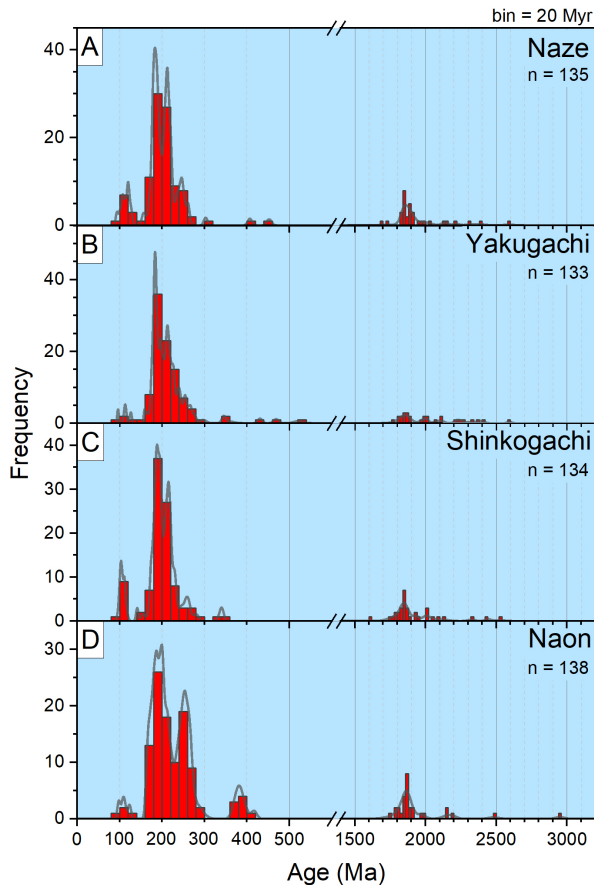 bin = 20 Myr
A
Naze
n = 135
40
20
0
B
Yakugachi
n = 133
40
20
0
C
Shinkogachi
n = 134
40
30
20
10
0
D
Naon
n = 138
30
20
10
0
Frequency
0 100 200 300 400 500 1500 2000 2500 3000
Age (Ma)